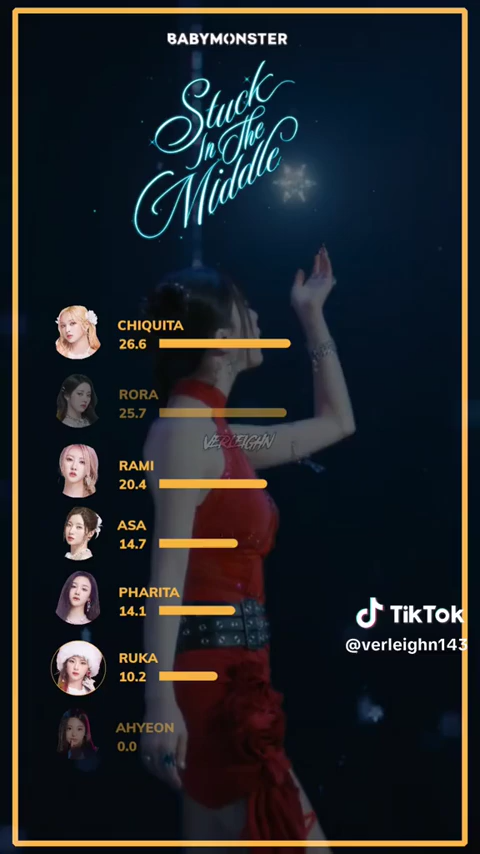 BABYMONSTER
Stuck
In The
Middle
CHIQUITA
26.6
RORA
25.7
VERLEIGHN
RAMI
20.4
ASA
14.7
PHARITA
14.1
TikTok
@verleighn143
RUKA
10.2
AHYEON
0.0